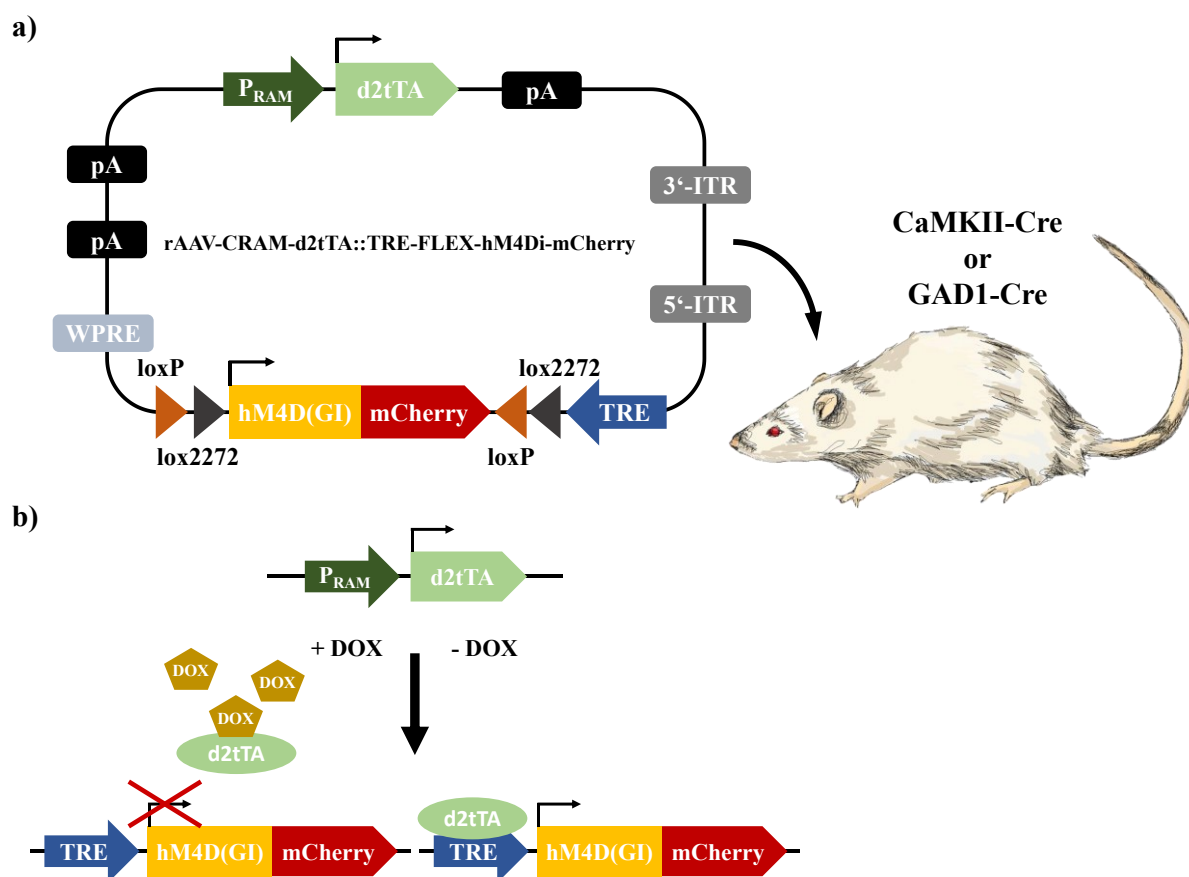 a)
P_RAM
d2tTA
pA
pA
3‘-ITR
pA
rAAV-CRAM-d2tTA::TRE-FLEX-hM4Di-mCherry
CaMKII-Cre
or
GAD1-Cre
5‘-ITR
WPRE
loxP
lox2272
hM4D(GI)
mCherry
TRE
lox2272
loxP
b)
P_RAM
d2tTA
+ DOX
- DOX
DOX
DOX
DOX
d2tTA
d2tTA
TRE
hM4D(GI)
mCherry
TRE
hM4D(GI)
mCherry